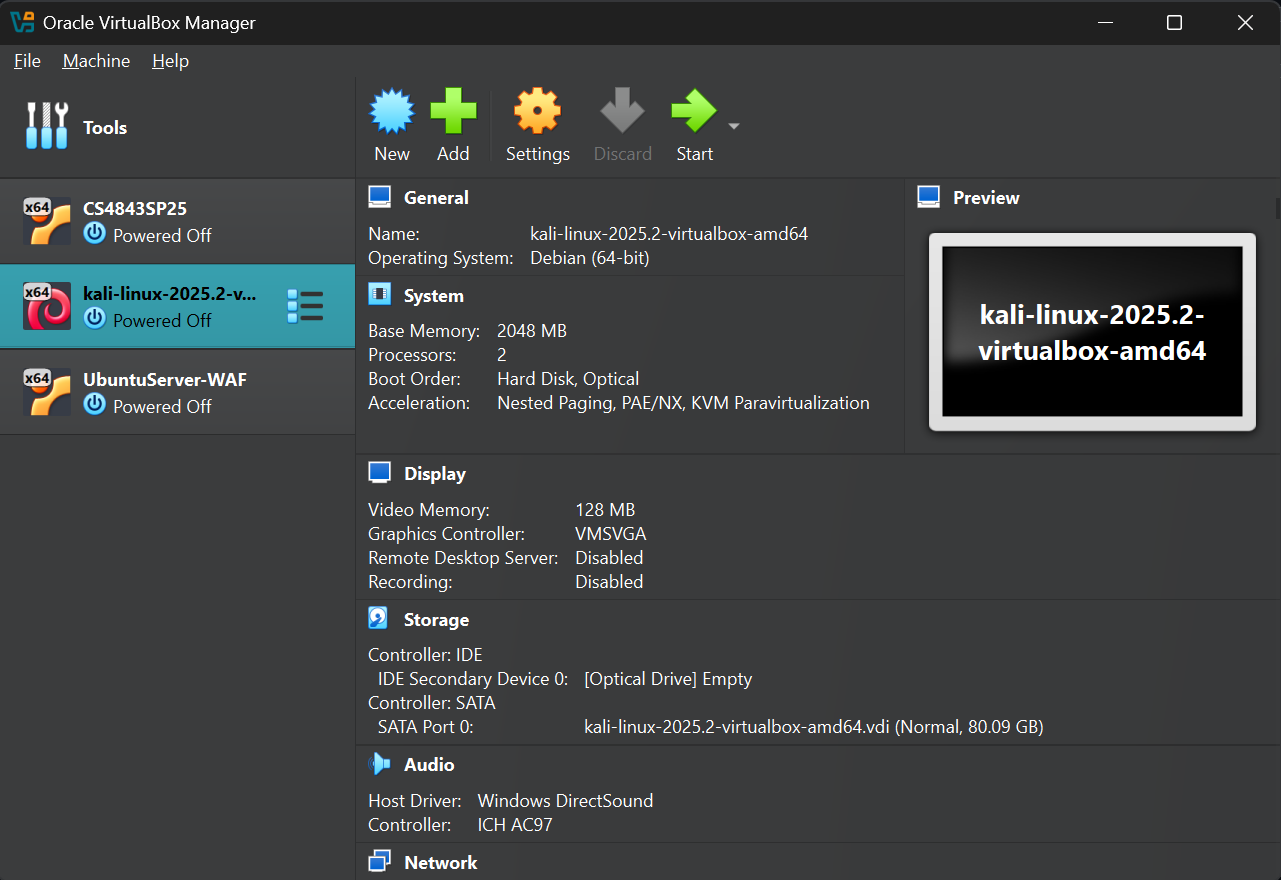 Oracle VirtualBox Manager
File Machine Help
Tools
New Add Settings Discard Start
x64 CS4843SP25
Powered Off
x64 kali-linux-2025.2-v...
Powered Off
x64 UbuntuServer-WAF
Powered Off
General
Name: kali-linux-2025.2-virtualbox-amd64
Operating System: Debian (64-bit)
System
Base Memory: 2048 MB
Processors: 2
Boot Order: Hard Disk, Optical
Acceleration: Nested Paging, PAE/NX, KVM Paravirtualization
Preview
kali-linux-2025.2-
virtualbox-amd64
Display
Video Memory: 128 MB
Graphics Controller: VMSVGA
Remote Desktop Server: Disabled
Recording: Disabled
Storage
Controller: IDE
IDE Secondary Device 0: [Optical Drive] Empty
Controller: SATA
SATA Port 0: kali-linux-2025.2-virtualbox-amd64.vdi (Normal, 80.09 GB)
Audio
Host Driver: Windows DirectSound
Controller: ICH AC97
Network